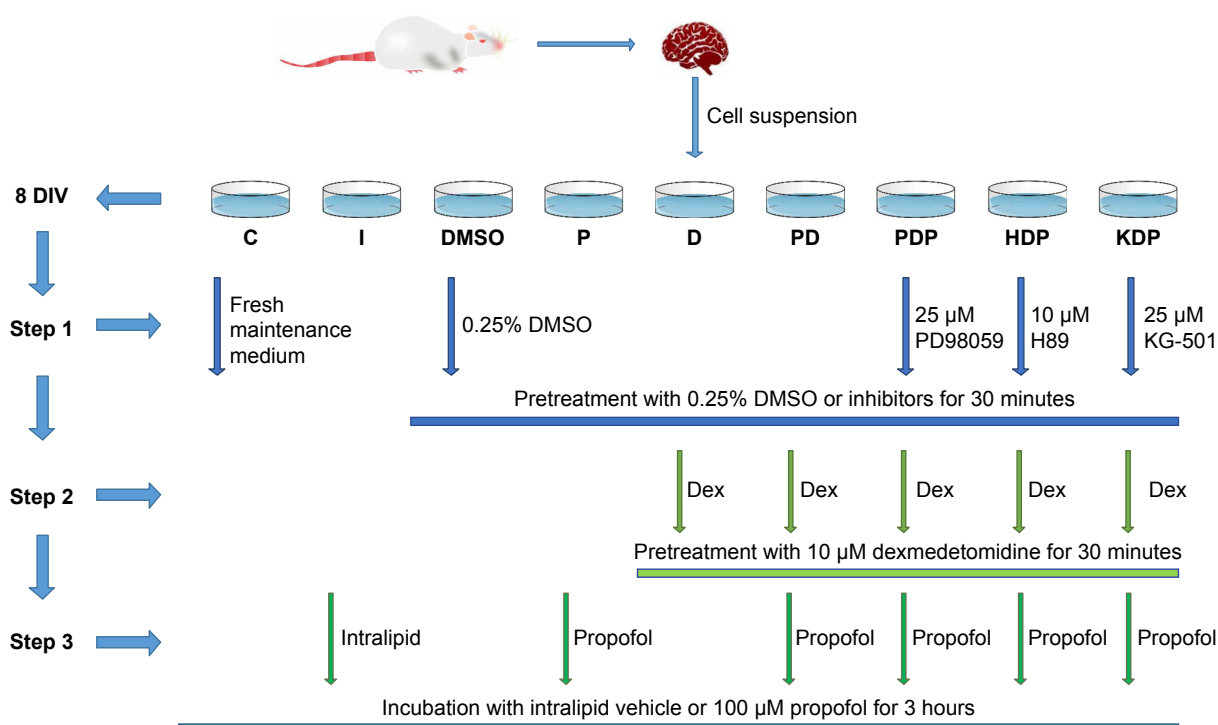 Cell suspension
8 DIV
C I DMSO P D PD PDP HDP KDP
Step 1
Fresh
maintenance
medium
0.25% DMSO
25 µM
PD98059
10 µM
H89
25 µM
KG-501
Pretreatment with 0.25% DMSO or inhibitors for 30 minutes
Step 2
Dex Dex Dex Dex Dex
Pretreatment with 10 µM dexmedetomidine for 30 minutes
Step 3
Intralipid Propofol Propofol Propofol Propofol Propofol
Incubation with intralipid vehicle or 100 µM propofol for 3 hours